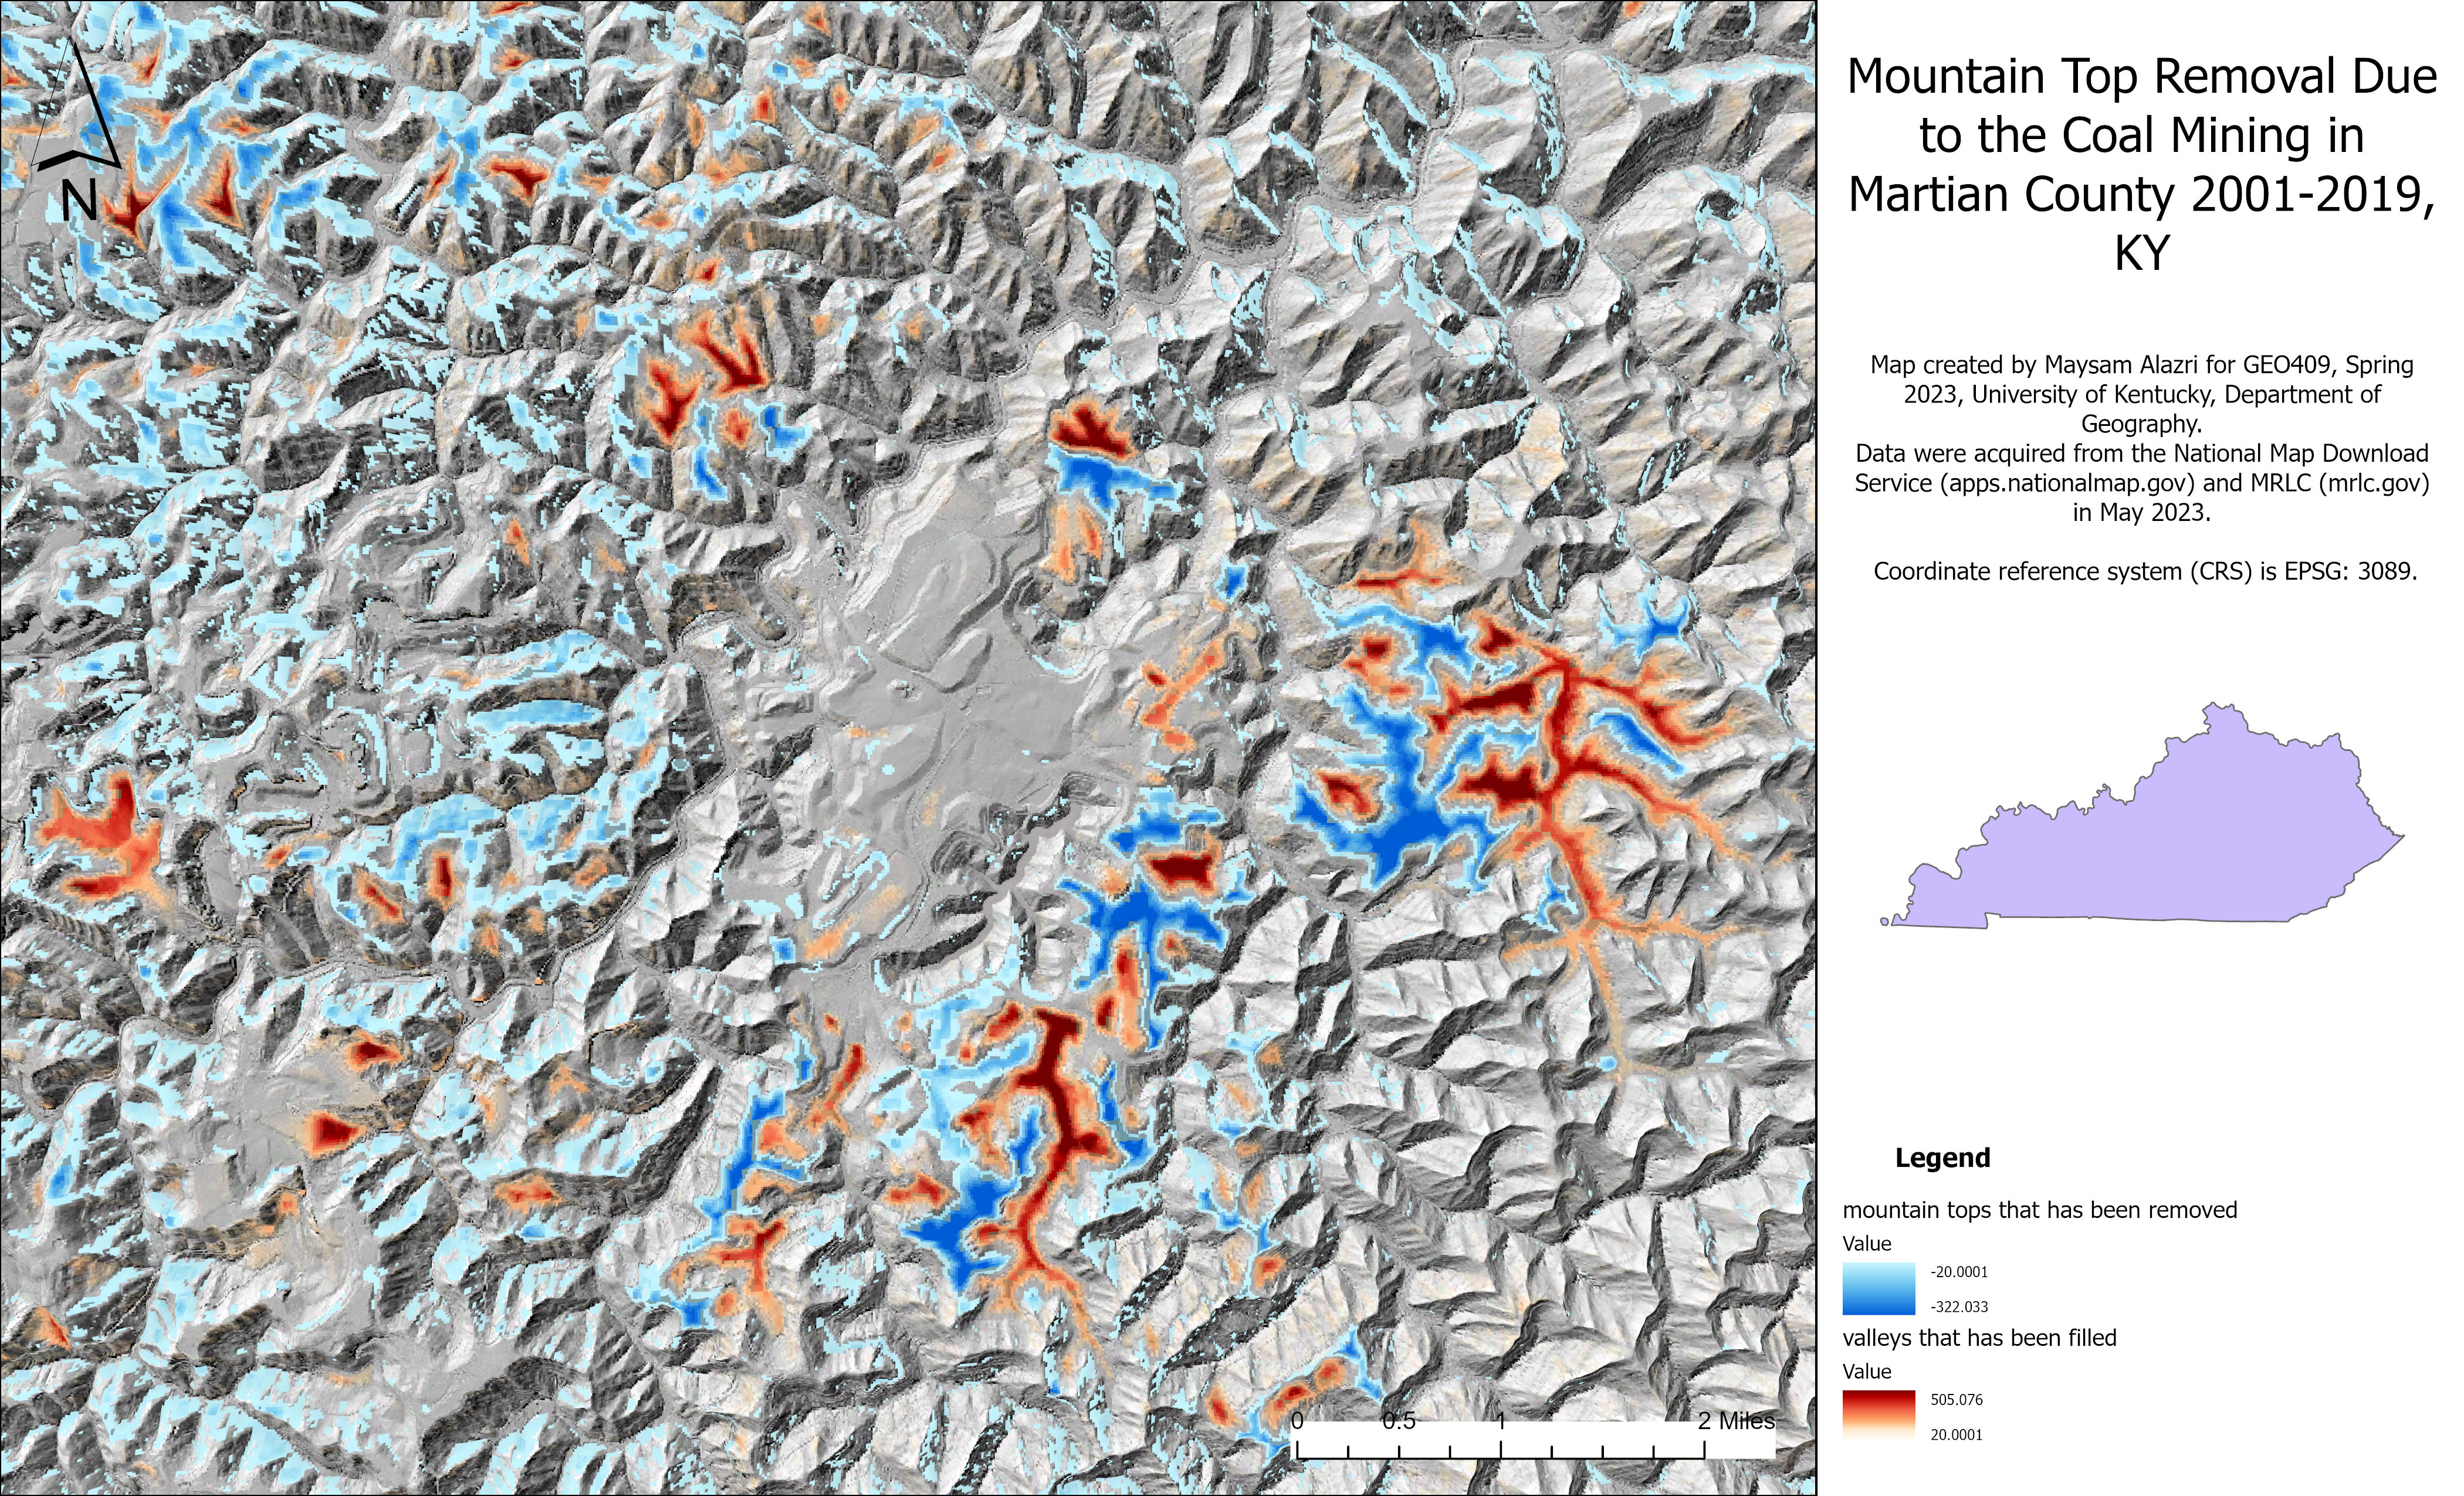 N
Mountain Top Removal Due
to the Coal Mining in
Martian County 2001-2019,
KY
Map created by Maysam Alazri for GEO409, Spring
2023, University of Kentucky, Department of
Geography.
Data were acquired from the National Map Download
Service (apps.nationalmap.gov) and MRLC (mrlc.gov)
in May 2023.
Coordinate reference system (CRS) is EPSG: 3089.
Legend
mountain tops that has been removed
Value
-20.0001
-322.033
valleys that has been filled
Value
505.076
20.0001
0 0.5 1 2 Miles